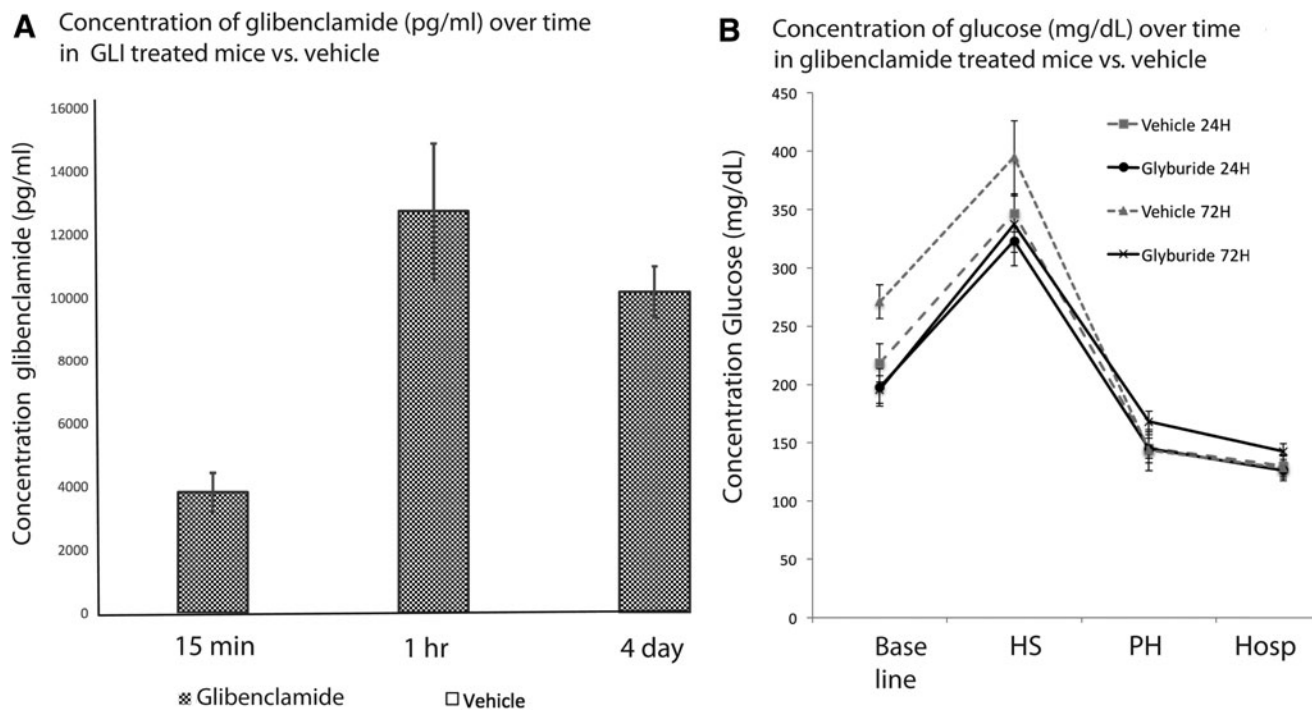 A Concentration of glibenclamide (pg/ml) over time
in GLI treated mice vs. vehicle
Concentration glibenclamide (pg/ml)
16000
14000
12000
10000
8000
6000
4000
2000
0
15 min 1 hr 4 day
Glibenclamide Vehicle
B Concentration of glucose (mg/dL) over time
in glibenclamide treated mice vs. vehicle
Concentration Glucose (mg/dL)
450
400
350
300
250
200
150
100
50
0
Vehicle 24H
Glyburide 24H
Vehicle 72H
Glyburide 72H
Base HS PH Hosp
line